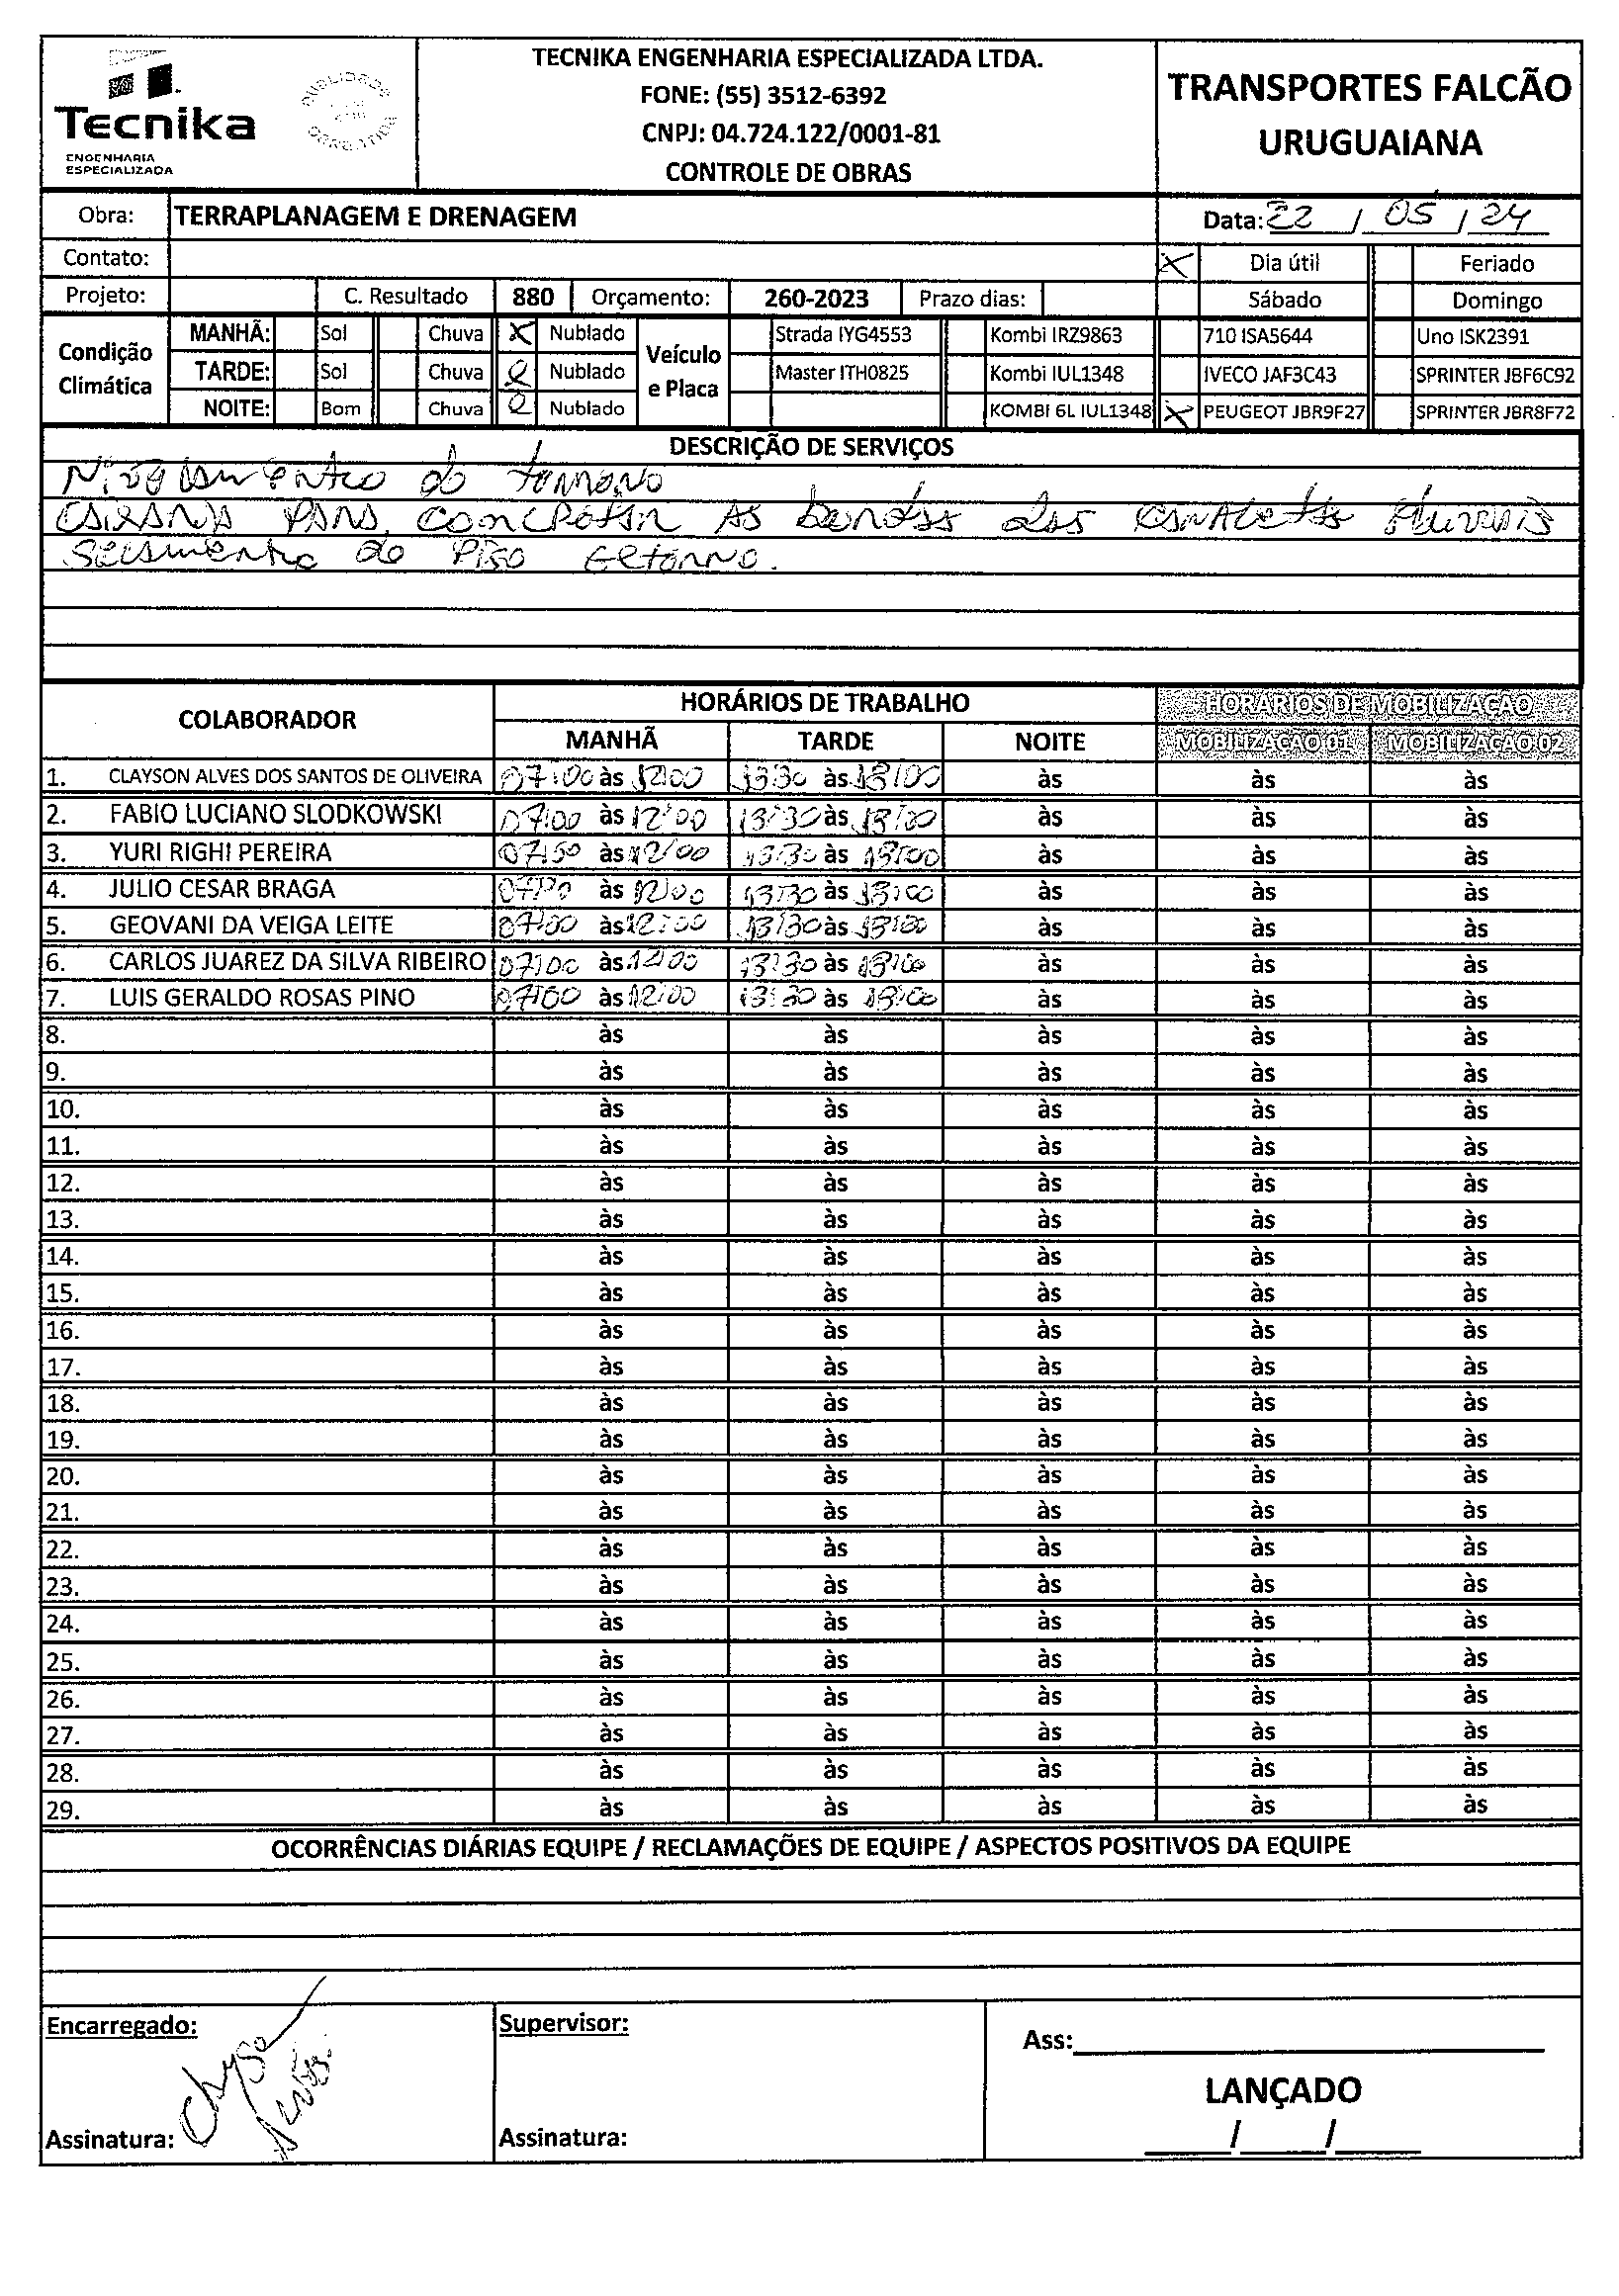 Tecnika
ENGENHARIA
ESPECIALIZADA
TECNIKA ENGENHARIA ESPECIALIZADA LTDA.
FONE: (55) 3512-6392
CNPJ: 04.724.122/0001-81
CONTROLE DE OBRAS
TRANSPORTES FALCÃO
URUGUAIANA
Obra: TERRAPLANAGEM E DRENAGEM Data: 22 / 05 / 24
Contato: X Dia útil Feriado
Projeto: C. Resultado 880 Orçamento: 260-2023 Prazo dias: Sábado Domingo
Condição Climática
MANHÃ: Sol Chuva X Nublado
TARDE: Sol Chuva Nublado
NOITE: Bom Chuva Nublado
Veículo e Placa
Strada IYG4553 Kombi IRZ9863 710 ISA5644 Uno ISK2391
Master ITH0825 Kombi IUL1348 IVECO JAF3C43 SPRINTER JBF6C92
KOMBI 6L IUL1348 X PEUGEOT JBR9F27 SPRINTER JBR8F72
DESCRIÇÃO DE SERVIÇOS
do
para concretar as bordas das Pluviais
do Piso
COLABORADOR HORÁRIOS DE TRABALHO HORÁRIOS DE MOBILIZAÇÃO
MANHÃ TARDE NOITE MOBILIZAÇÃO 01 MOBILIZAÇÃO 02
1. CLAYSON ALVES DOS SANTOS DE OLIVEIRA 07:00 às 12:00 13:30 às 18:00 às às às
2. FABIO LUCIANO SLODKOWSKI 07:00 às 12:00 13:30 às 18:00 às às às
3. YURI RIGHI PEREIRA 07:00 às 12:00 13:30 às 18:00 às às às
4. JULIO CESAR BRAGA 07:00 às 12:00 13:30 às 18:00 às às às
5. GEOVANI DA VEIGA LEITE 07:00 às 12:00 13:30 às 18:00 às às às
6. CARLOS JUAREZ DA SILVA RIBEIRO 07:00 às 12:00 13:30 às 18:00 às às às
7. LUIS GERALDO ROSAS PINO 07:00 às 12:00 13:30 às 18:00 às às às
8. às às às às às
9. às às às às às
10. às às às às às
11. às às às às às
12. às às às às às
13. às às às às às
14. às às às às às
15. às às às às às
16. às às às às às
17. às às às às às
18. às às às às às
19. às às às às às
20. às às às às às
21. às às às às às
22. às às às às às
23. às às às às às
24. às às às às às
25. às às às às às
26. às às às às às
27. às às às às às
28. às às às às às
29. às às às às às
OCORRÊNCIAS DIÁRIAS EQUIPE / RECLAMAÇÕES DE EQUIPE / ASPECTOS POSITIVOS DA EQUIPE
Encarregado: Supervisor: Ass:
LANÇADO
Assinatura: Assinatura: / /